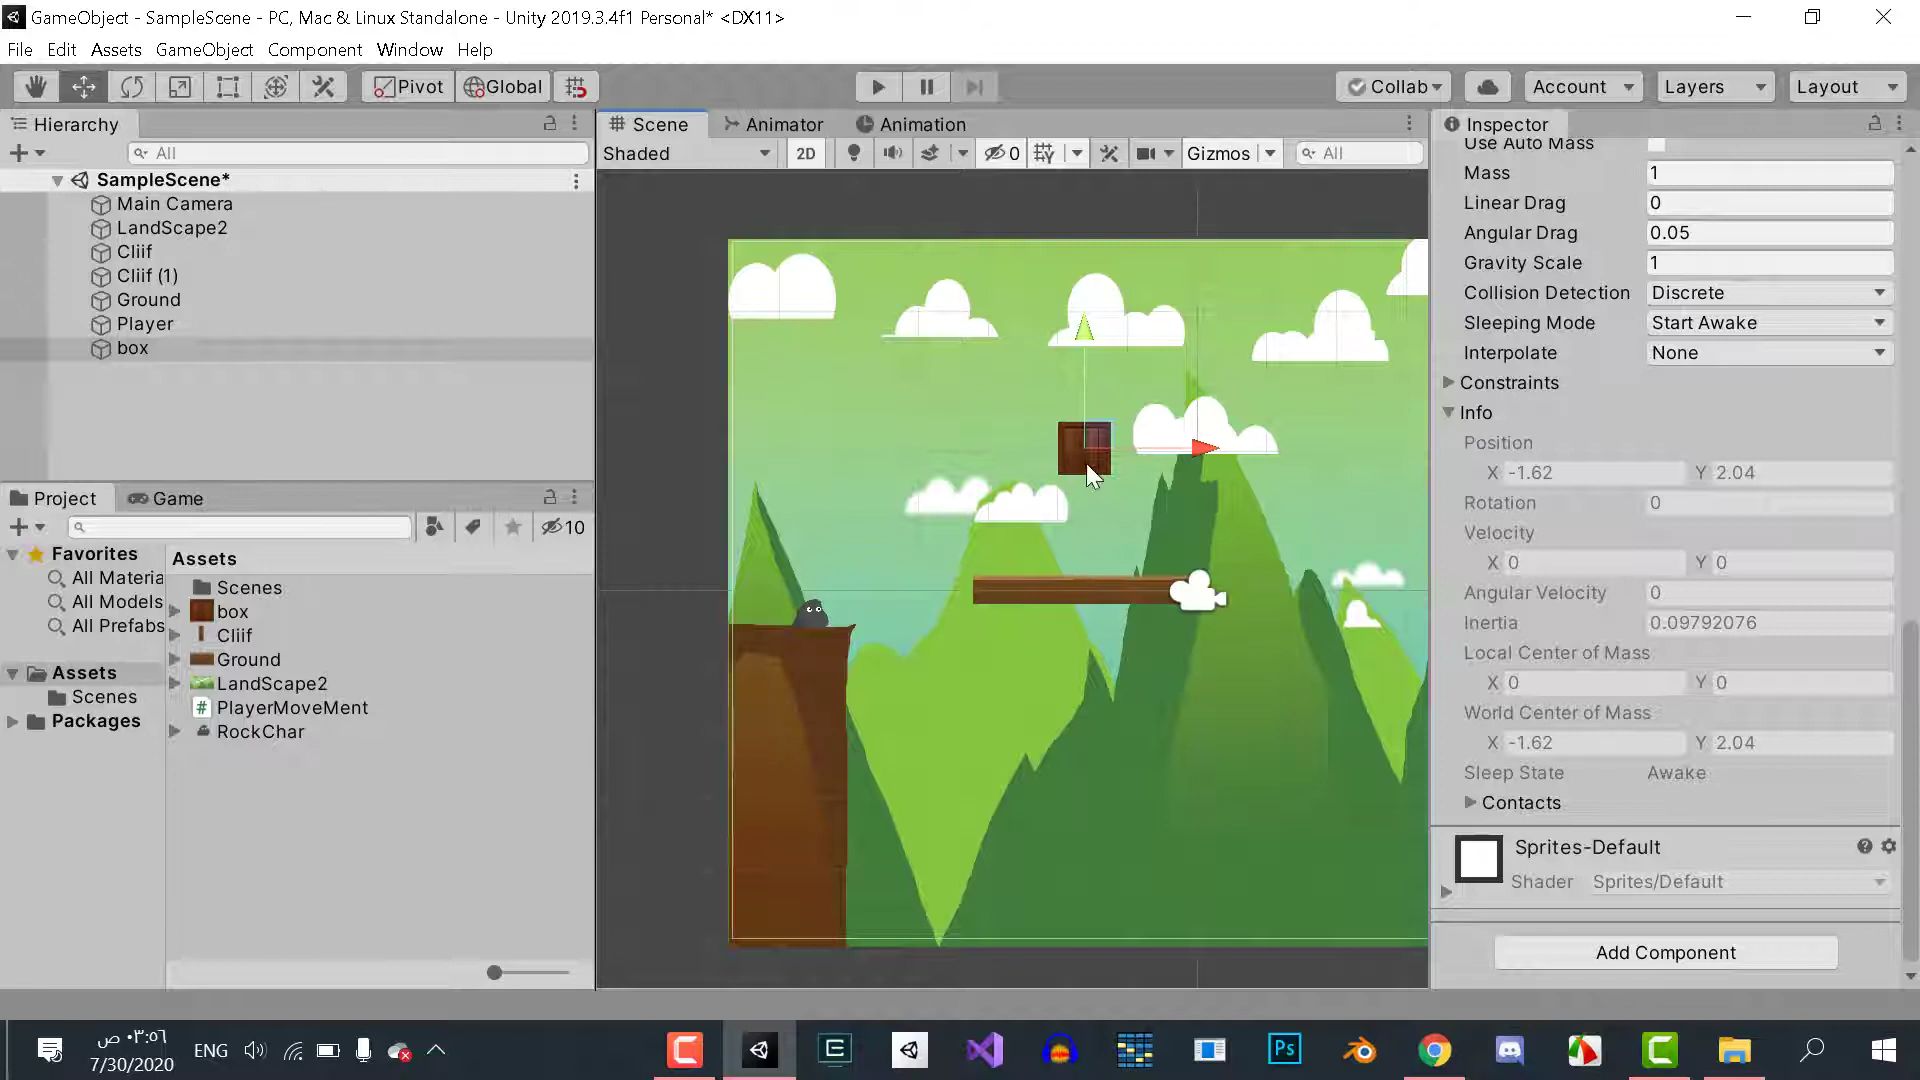 GameObject - SampleScene - PC, Mac & Linux Standalone - Unity 2019.3.4f1 Personal* <DX11>
File Edit Assets GameObject Component Window Help
Pivot Global Collab Account Layers Layout
Hierarchy
All
SampleScene*
Main Camera
LandScape2
Cliif
Cliif (1)
Ground
Player
box
Project Game
10
Favorites
All Materia
All Models
All Prefabs
Assets
Scenes
Packages
Assets
Scenes
box
Cliif
Ground
LandScape2
PlayerMoveMent
RockChar
Scene Animator Animation
Shaded 2D 0 Gizmos All
Inspector
Use Auto Mass
Mass 1
Linear Drag 0
Angular Drag 0.05
Gravity Scale 1
Collision Detection Discrete
Sleeping Mode Start Awake
Interpolate None
Constraints
Info
Position
X -1.62 Y 2.04
Rotation 0
Velocity
X 0 Y 0
Angular Velocity 0
Inertia 0.09792076
Local Center of Mass
X 0 Y 0
World Center of Mass
X -1.62 Y 2.04
Sleep State Awake
Contacts
Sprites-Default
Shader Sprites/Default
Add Component
٠٣:٥٦ ص
7/30/2020
ENG
Ps